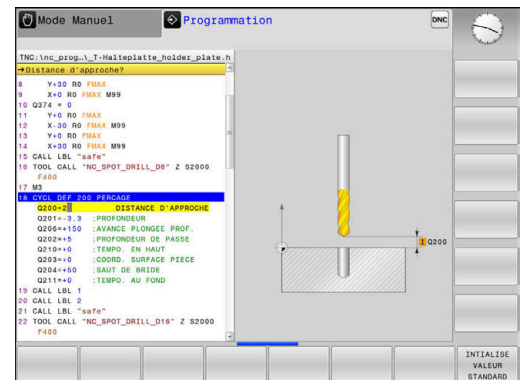 Mode Manuel
Programmation
DNC
TNC:\nc_prog…\_T-Halteplatte_holder_plate.h
→Distance d'approche?
8 Y+30 R0 FMAX
9 X+0 R0 FMAX M99
10 Q374 = 0
11 Y+0 R0 FMAX
12 X-30 R0 FMAX M99
13 Y+0 R0 FMAX
14 X+30 R0 FMAX M99
15 CALL LBL "safe"
16 TOOL CALL "NC_SPOT_DRILL_D8" Z S2000
F400
17 M3
18 CYCL DEF 200 PERCAGE
Q200=2 DISTANCE D'APPROCHE
Q201=-3.3 ;PROFONDEUR
Q206=+150 ;AVANCE PLONGEE PROF.
Q202=+5 ;PROFONDEUR DE PASSE
Q210=+0 ;TEMPO. EN HAUT
Q203=+0 ;COORD. SURFACE PIECE
Q204=+50 ;SAUT DE BRIDE
Q211=+0 ;TEMPO. AU FOND
19 CALL LBL 1
20 CALL LBL 2
21 CALL LBL "safe"
22 TOOL CALL "NC_SPOT_DRILL_D16" Z S2000
F400
Q200
INTIALISE
VALEUR
STANDARD